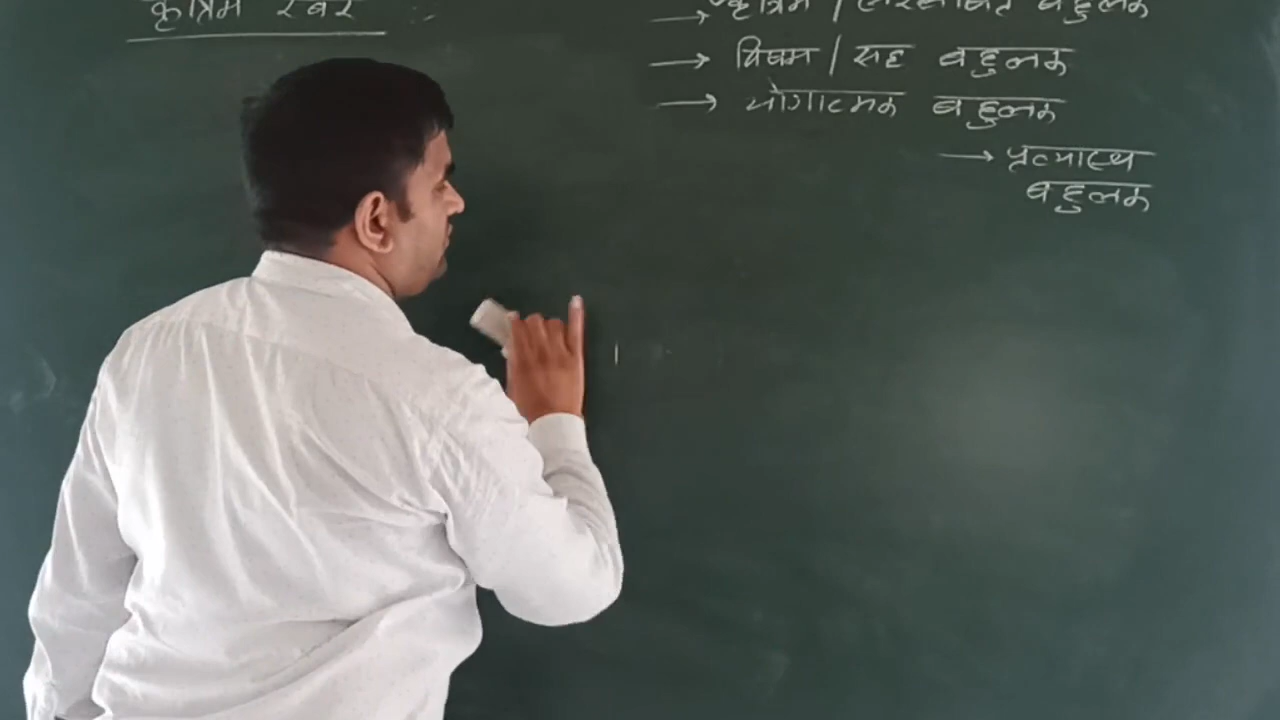 कृत्रिम रबर
→ कृत्रिम / संश्लेषित बहुलक
→ विषम / सह बहुलक
→ योगात्मक बहुलक
→ प्रत्यास्थ
बहुलक